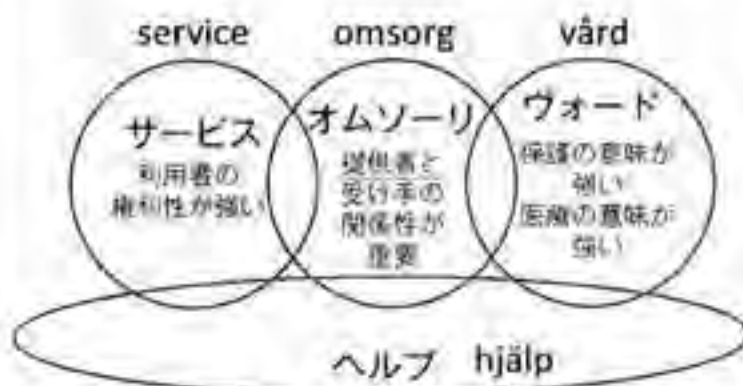 service omsorg vård
サービス
利用者の
権利性が強い
オムソーリ
提供者と
受け手の
関係性が
重要
ヴォード
保護の意味が
強い
医療の意味が
強い
ヘルプ hjälp